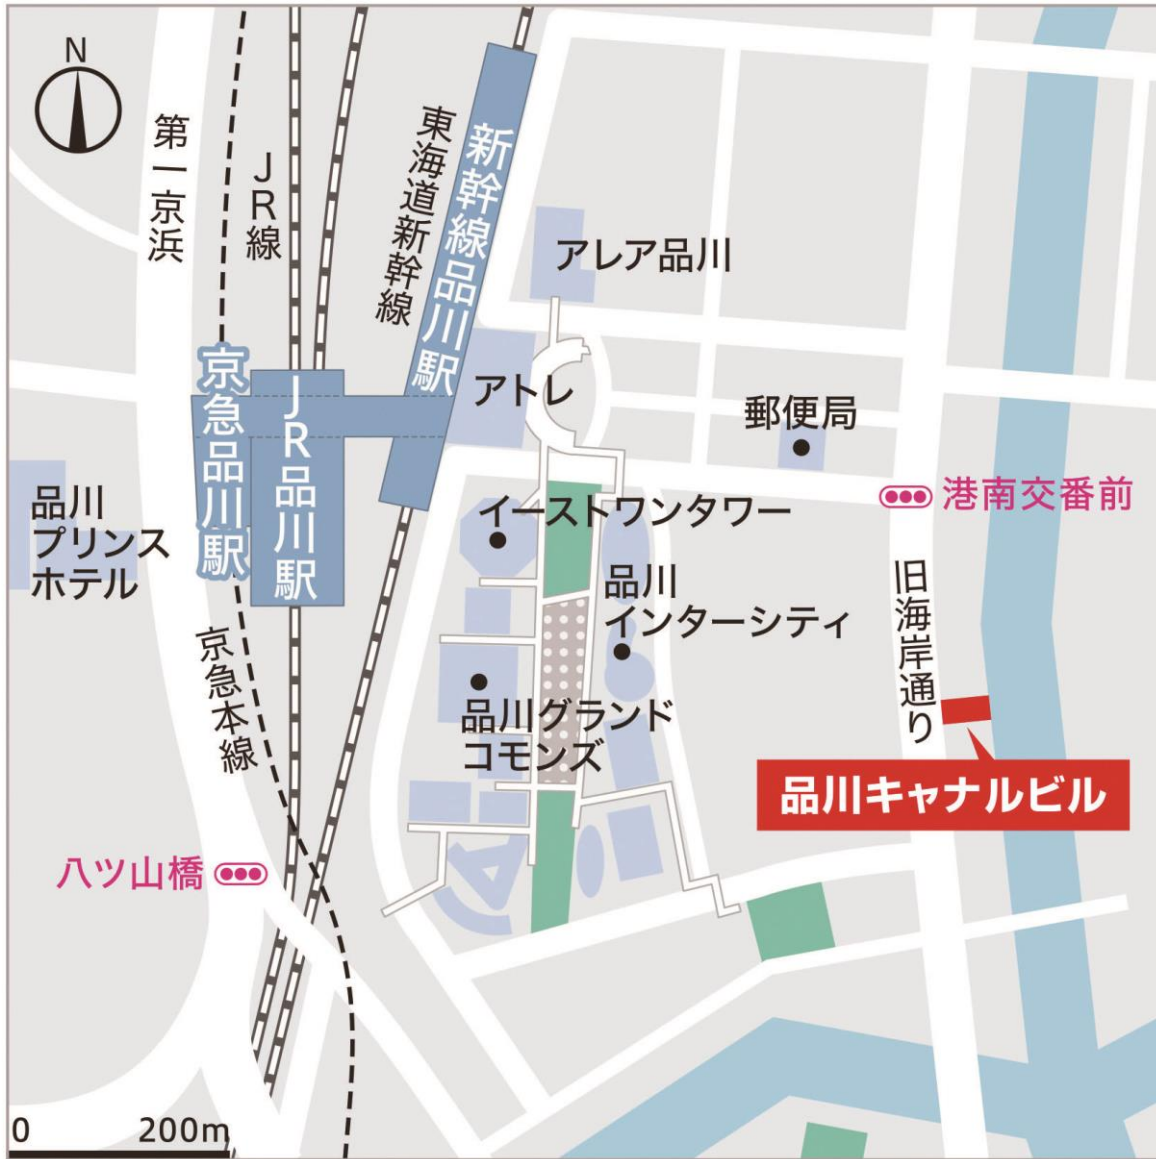 N
第一京浜
JR線
東海道新幹線
新幹線品川駅
アレア品川
京急品川駅
JR品川駅
アトレ
郵便局
港南交番前
品川
プリンス
ホテル
イーストワンタワー
品川
インターシティ
旧海岸通り
京急本線
品川グランド
コモンズ
品川キャナルビル
八ツ山橋
0 200m